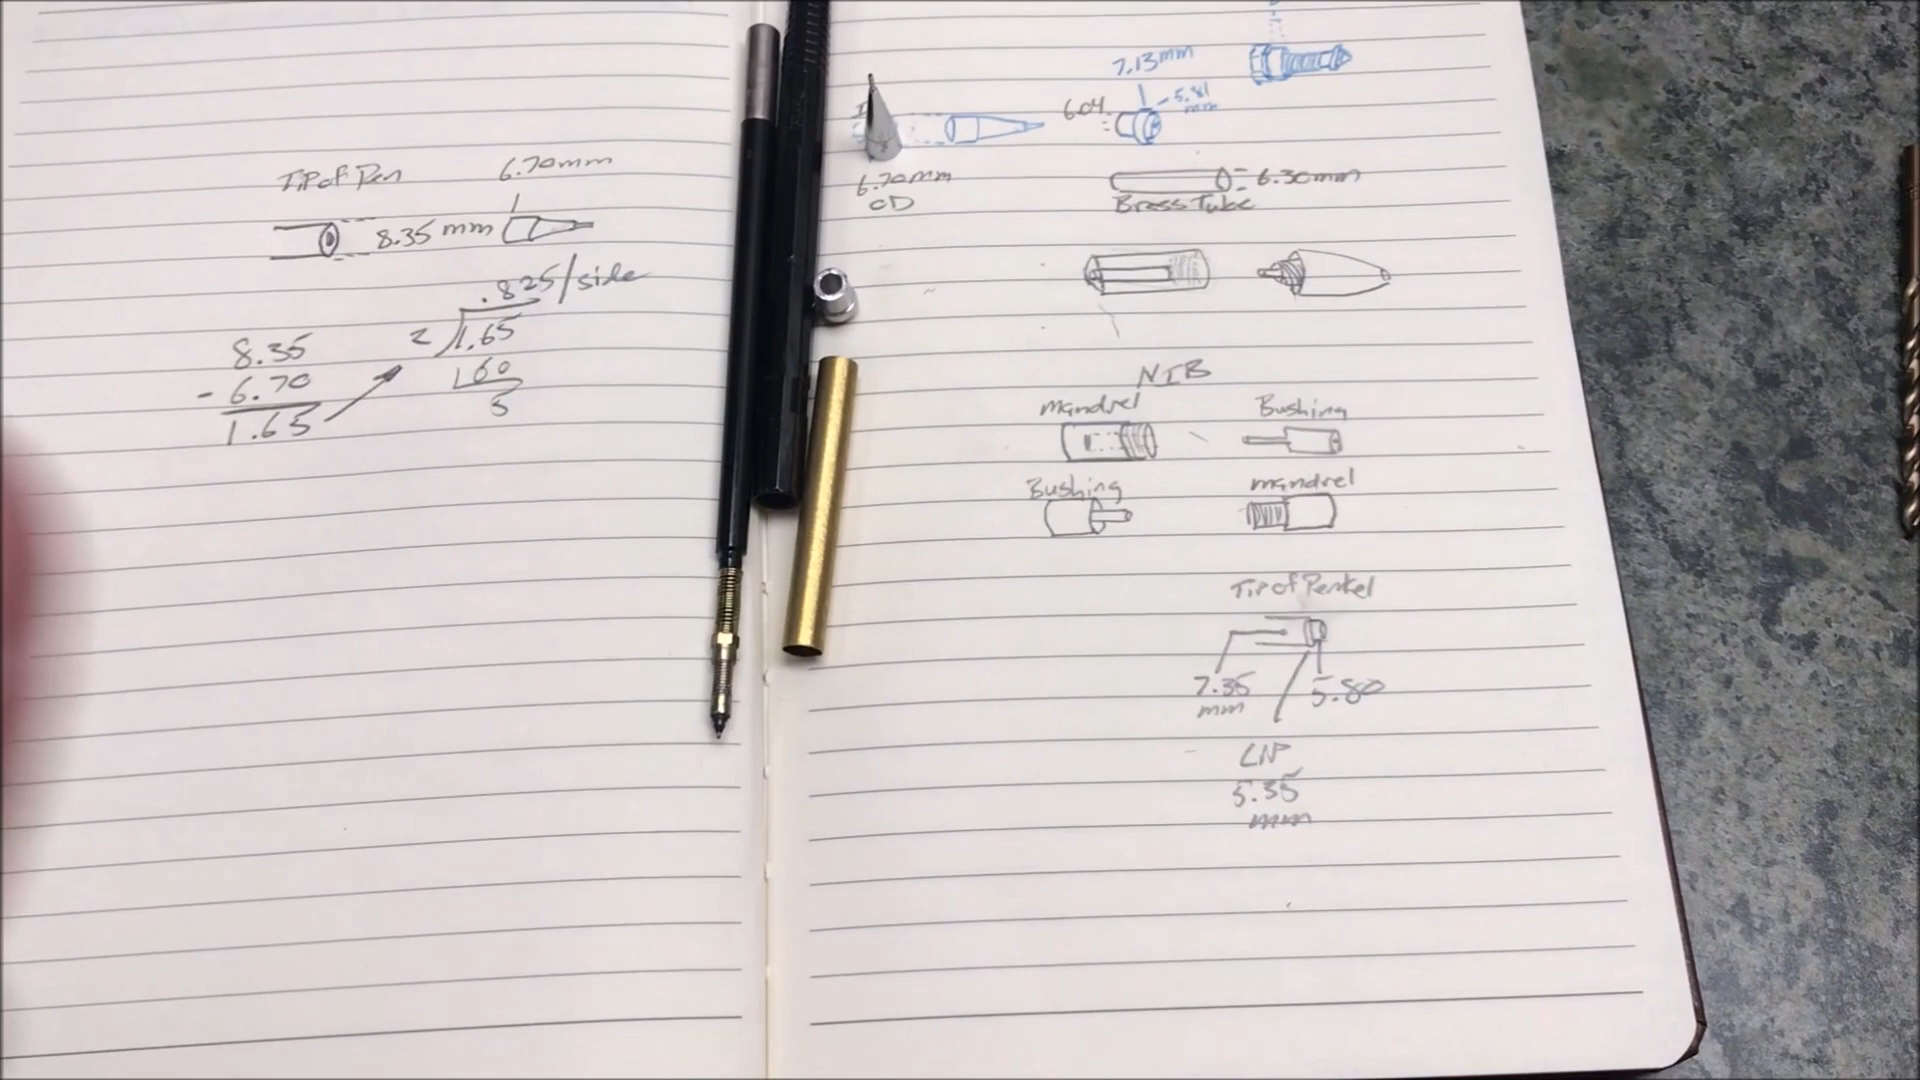 Tip of Pen
6.70mm
8.35 mm
.825/side
2 1.65
1 60
5
8.35
- 6.70
1.65
7.13mm
5.81
mm
6.04
6.70mm
OD
6.30mm
Brass Tube
NIB
mandrel
Bushing
Bushing
mandrel
Tip of Pentel
7.35
mm
5.80
5.35
mm